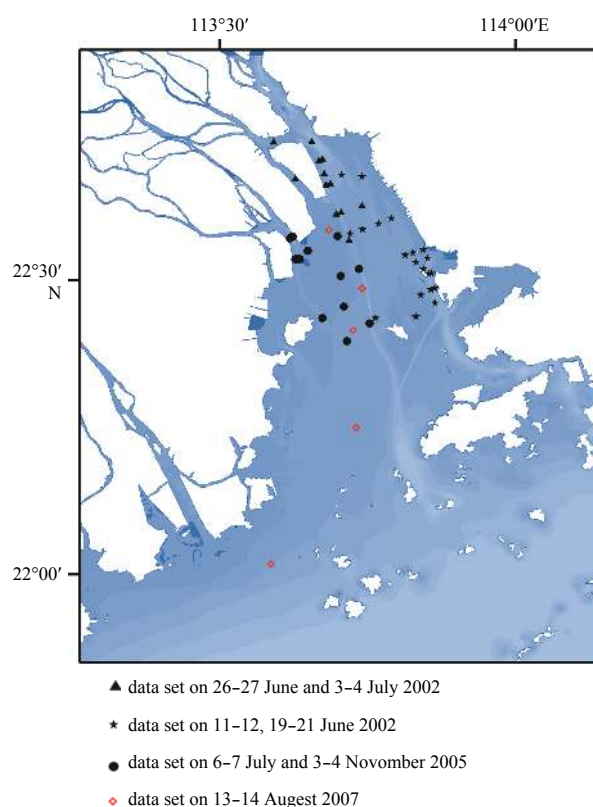 113°30′ 114°00′E
22°30′
N
22°00′
data set on 26–27 June and 3–4 July 2002
data set on 11–12, 19–21 June 2002
data set on 6–7 July and 3–4 November 2005
data set on 13–14 Augest 2007